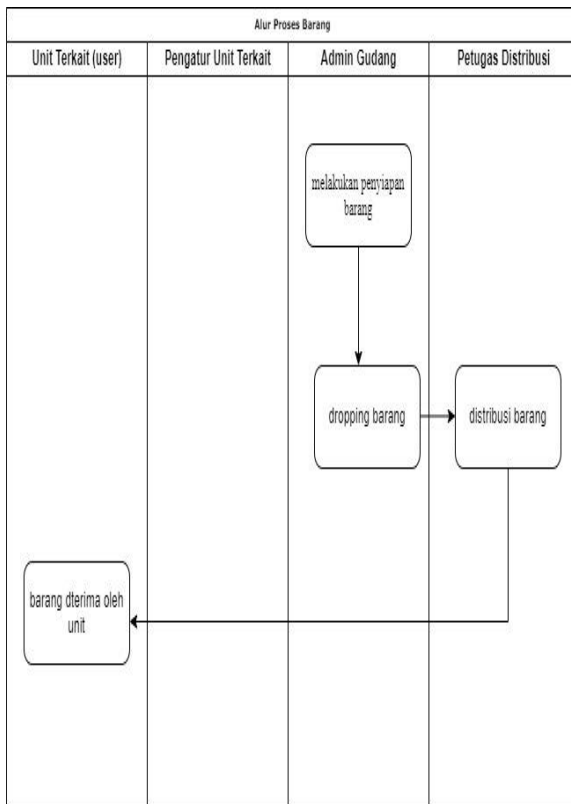 Alur Proses Barang
Unit Terkait (user)
Pengatur Unit Terkait
Admin Gudang
Petugas Distribusi
melakukan penyiapan
barang
dropping barang
distribusi barang
barang dterima oleh
unit